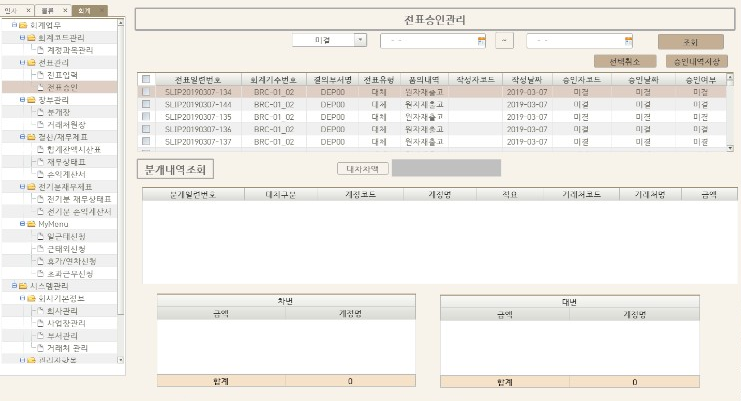 인사 × 물류 × 회계 ×
회계업무
회계코드관리
계정과목관리
전표관리
전표입력
전표승인
장부관리
분개장
거래처원장
결산/재무제표
합계잔액시산표
재무상태표
손익계산서
전기분재무제표
전기분 재무상태표
전기분 손익계산서
MyMenu
일근태신청
근태외신청
휴가/연차신청
초과근무신청
시스템관리
회사기본정보
회사관리
사업장관리
부서관리
거래처 관리
권리자항목
전표승인관리
미결 - - ~ - - 조회
선택취소 승인내역저장
전표일련번호 회계기수번호 결의부서명 전표유형 품의내역 작성자코드 작성날짜 승인자코드 승인날짜 승인여부
SLIP20190307-134 BRC-01_02 DEP00 대체 원자재출고 2019-03-07 미결 미결 미결
SLIP20190307-144 BRC-01_02 DEP00 대체 원자재출고 2019-03-07 미결 미결 미결
SLIP20190307-135 BRC-01_02 DEP00 대체 원자재출고 2019-03-07 미결 미결 미결
SLIP20190307-136 BRC-01_02 DEP00 대체 원자재출고 2019-03-07 미결 미결 미결
SLIP20190307-137 BRC-01_02 DEP00 대체 원자재출고 2019-03-07 미결 미결 미결
분개내역조회 대차차액
분개일련번호 대차구분 계정코드 계정명 적요 거래처코드 거래처명 금액
차변
금액 계정명
합계 0
대변
금액 계정명
합계 0